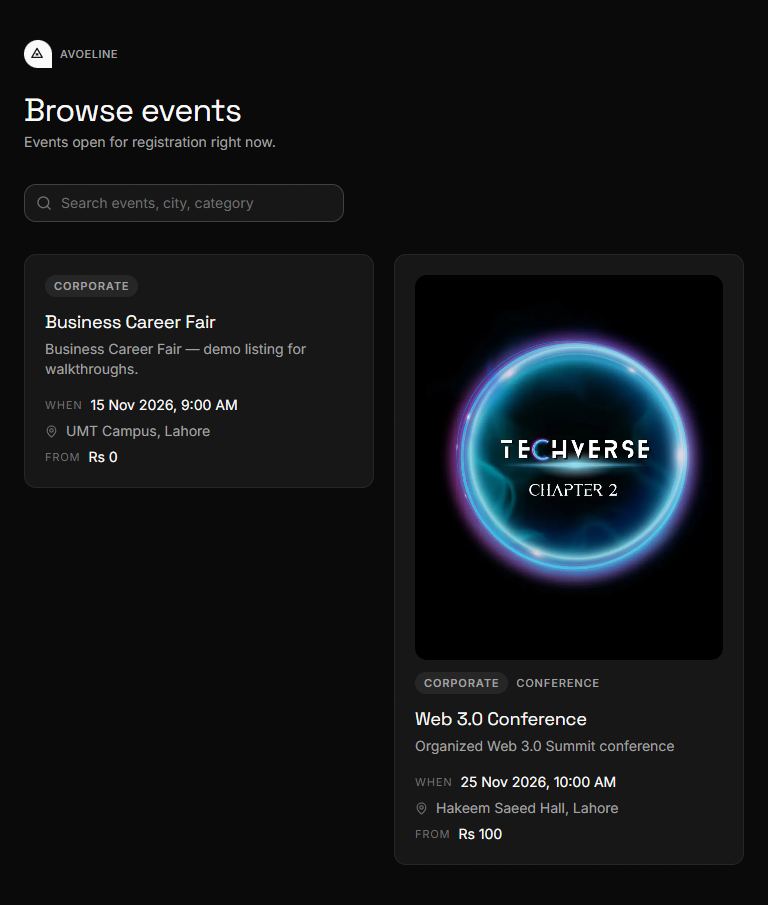 AVOELINE
Browse events
Events open for registration right now.
Search events, city, category
CORPORATE
Business Career Fair
Business Career Fair — demo listing for
walkthroughs.
WHEN 15 Nov 2026, 9:00 AM
UMT Campus, Lahore
FROM Rs 0
TECHVERSE
CHAPTER 2
CORPORATE CONFERENCE
Web 3.0 Conference
Organized Web 3.0 Summit conference
WHEN 25 Nov 2026, 10:00 AM
Hakeem Saeed Hall, Lahore
FROM Rs 100